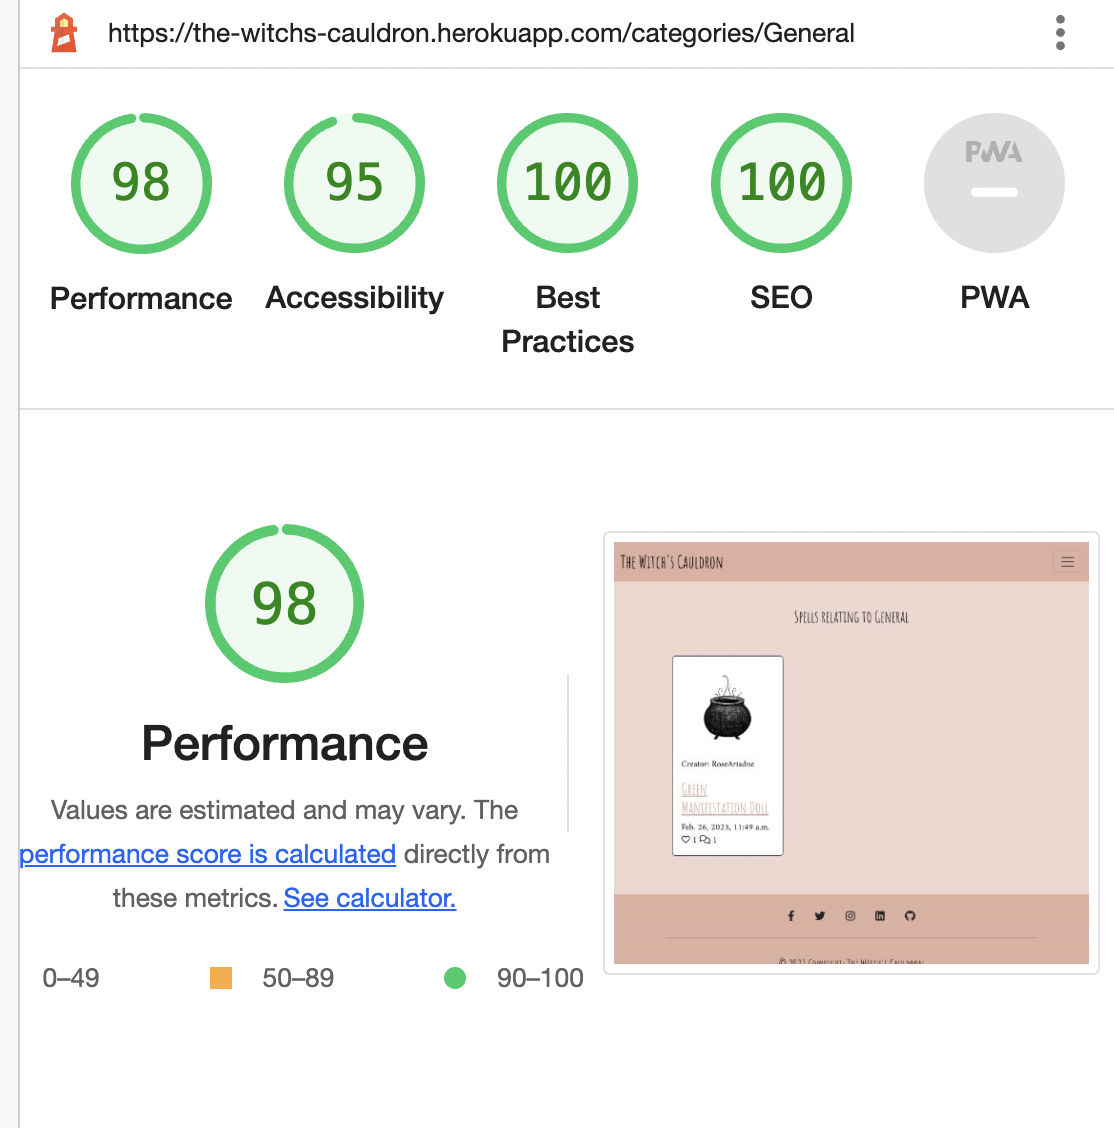 https://the-witchs-cauldron.herokuapp.com/categories/General
98
95
100
100
PWA
Performance
Accessibility
Best
Practices
SEO
PWA
98
Performance
Values are estimated and may vary. The
performance score is calculated directly from
these metrics. See calculator.
0–49
50–89
90–100
The Witch's Cauldron
Spells relating to General
Creator: RoseAriadne
Green
Manifestation Doll
Feb. 26, 2023, 11:49 a.m.
1 1
Copyright: The Witch's Cauldron